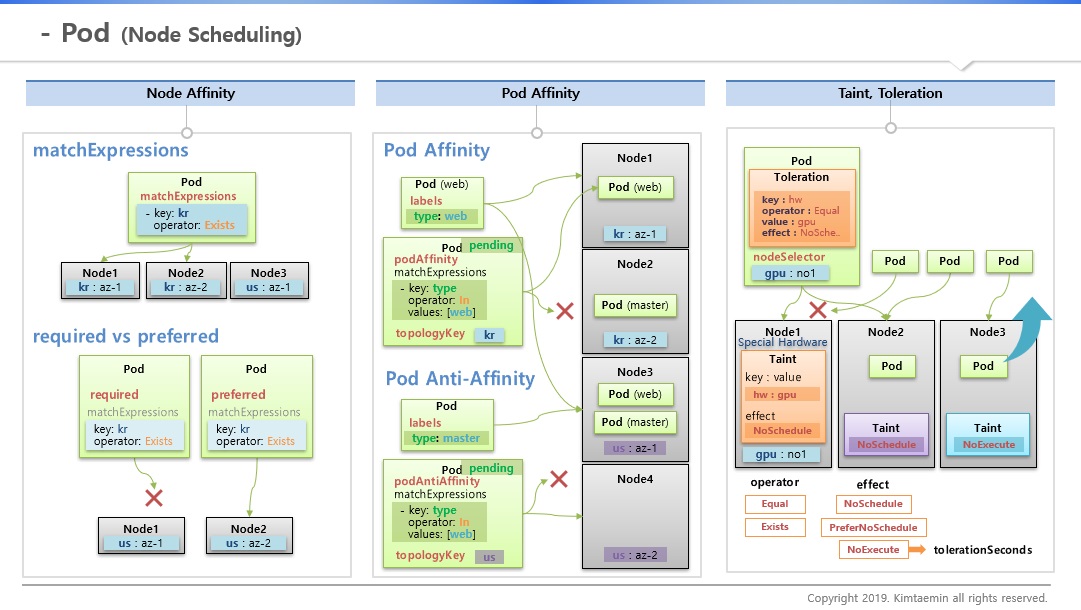 - Pod (Node Scheduling)
Node Affinity
matchExpressions
Pod
matchExpressions
- key: kr
operator: Exists
Node1
kr : az-1
Node2
kr : az-2
Node3
us : az-1
required vs preferred
Pod
required
matchExpressions
key: kr
operator: Exists
Pod
preferred
matchExpressions
key: kr
operator: Exists
Node1
us : az-1
Node2
us : az-2
Pod Affinity
Pod Affinity
Pod (web)
labels
type: web
Pod
pending
podAffinity
matchExpressions
- key: type
operator: In
values: [web]
topologyKey
kr
Pod Anti-Affinity
Pod
labels
type: master
Pod
pending
podAntiAffinity
matchExpressions
- key: type
operator: In
values: [web]
topologyKey
us
Node1
Pod (web)
kr : az-1
Node2
Pod (master)
kr : az-2
Node3
Pod (web)
Pod (master)
us : az-1
Node4
us : az-2
Taint, Toleration
Pod
Toleration
key : hw
operator : Equal
value : gpu
effect : NoSche..
nodeSelector
gpu : no1
Pod
Pod
Pod
Node1
Special Hardware
Taint
key : value
hw : gpu
effect
NoSchedule
gpu : no1
Node2
Pod
Taint
NoSchedule
Node3
Pod
Taint
NoExecute
operator
Equal
Exists
effect
NoSchedule
PreferNoSchedule
NoExecute
tolerationSeconds
Copyright 2019. Kimtaemin all rights reserved.